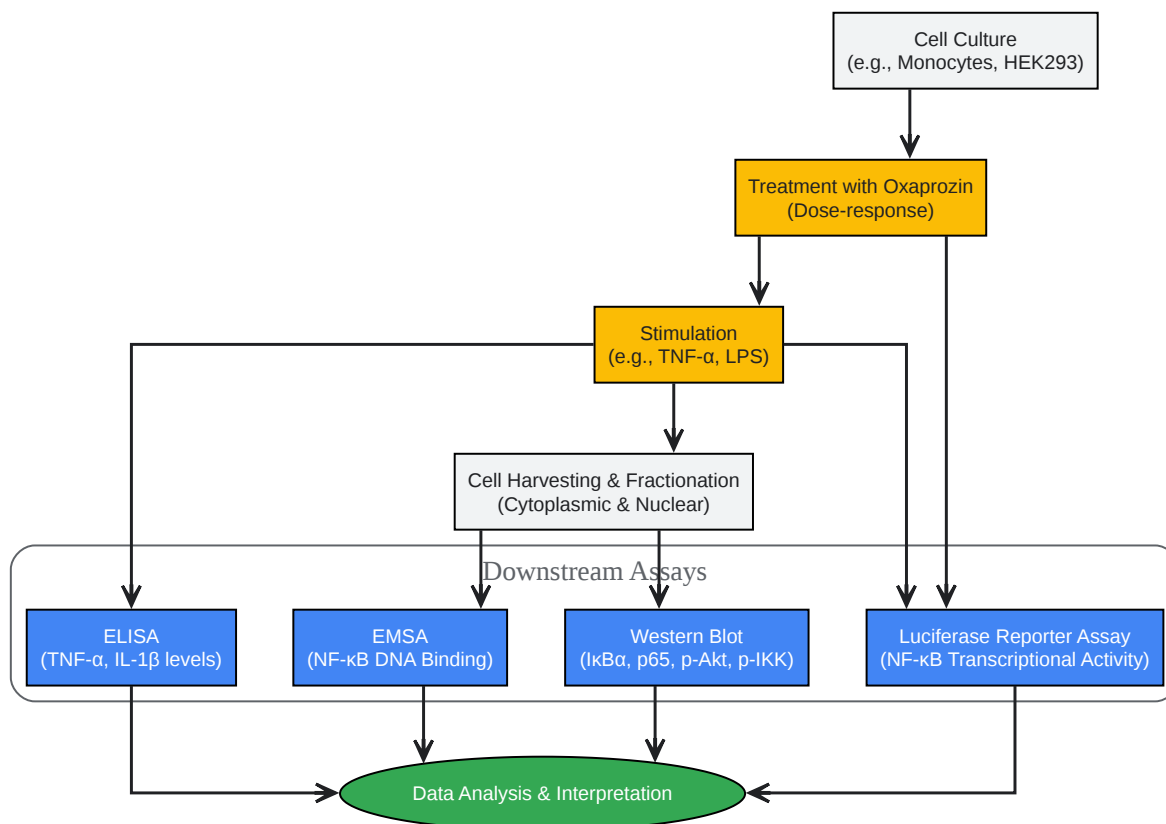 Cell Culture
(e.g., Monocytes, HEK293)
Treatment with Oxaprozin
(Dose-response)
Stimulation
(e.g., TNF-α, LPS)
Cell Harvesting & Fractionation
(Cytoplasmic & Nuclear)
Downstream Assays
ELISA
(TNF-α, IL-1β levels)
EMSA
(NF-κB DNA Binding)
Western Blot
(IκBα, p65, p-Akt, p-IKK)
Luciferase Reporter Assay
(NF-κB Transcriptional Activity)
Data Analysis & Interpretation